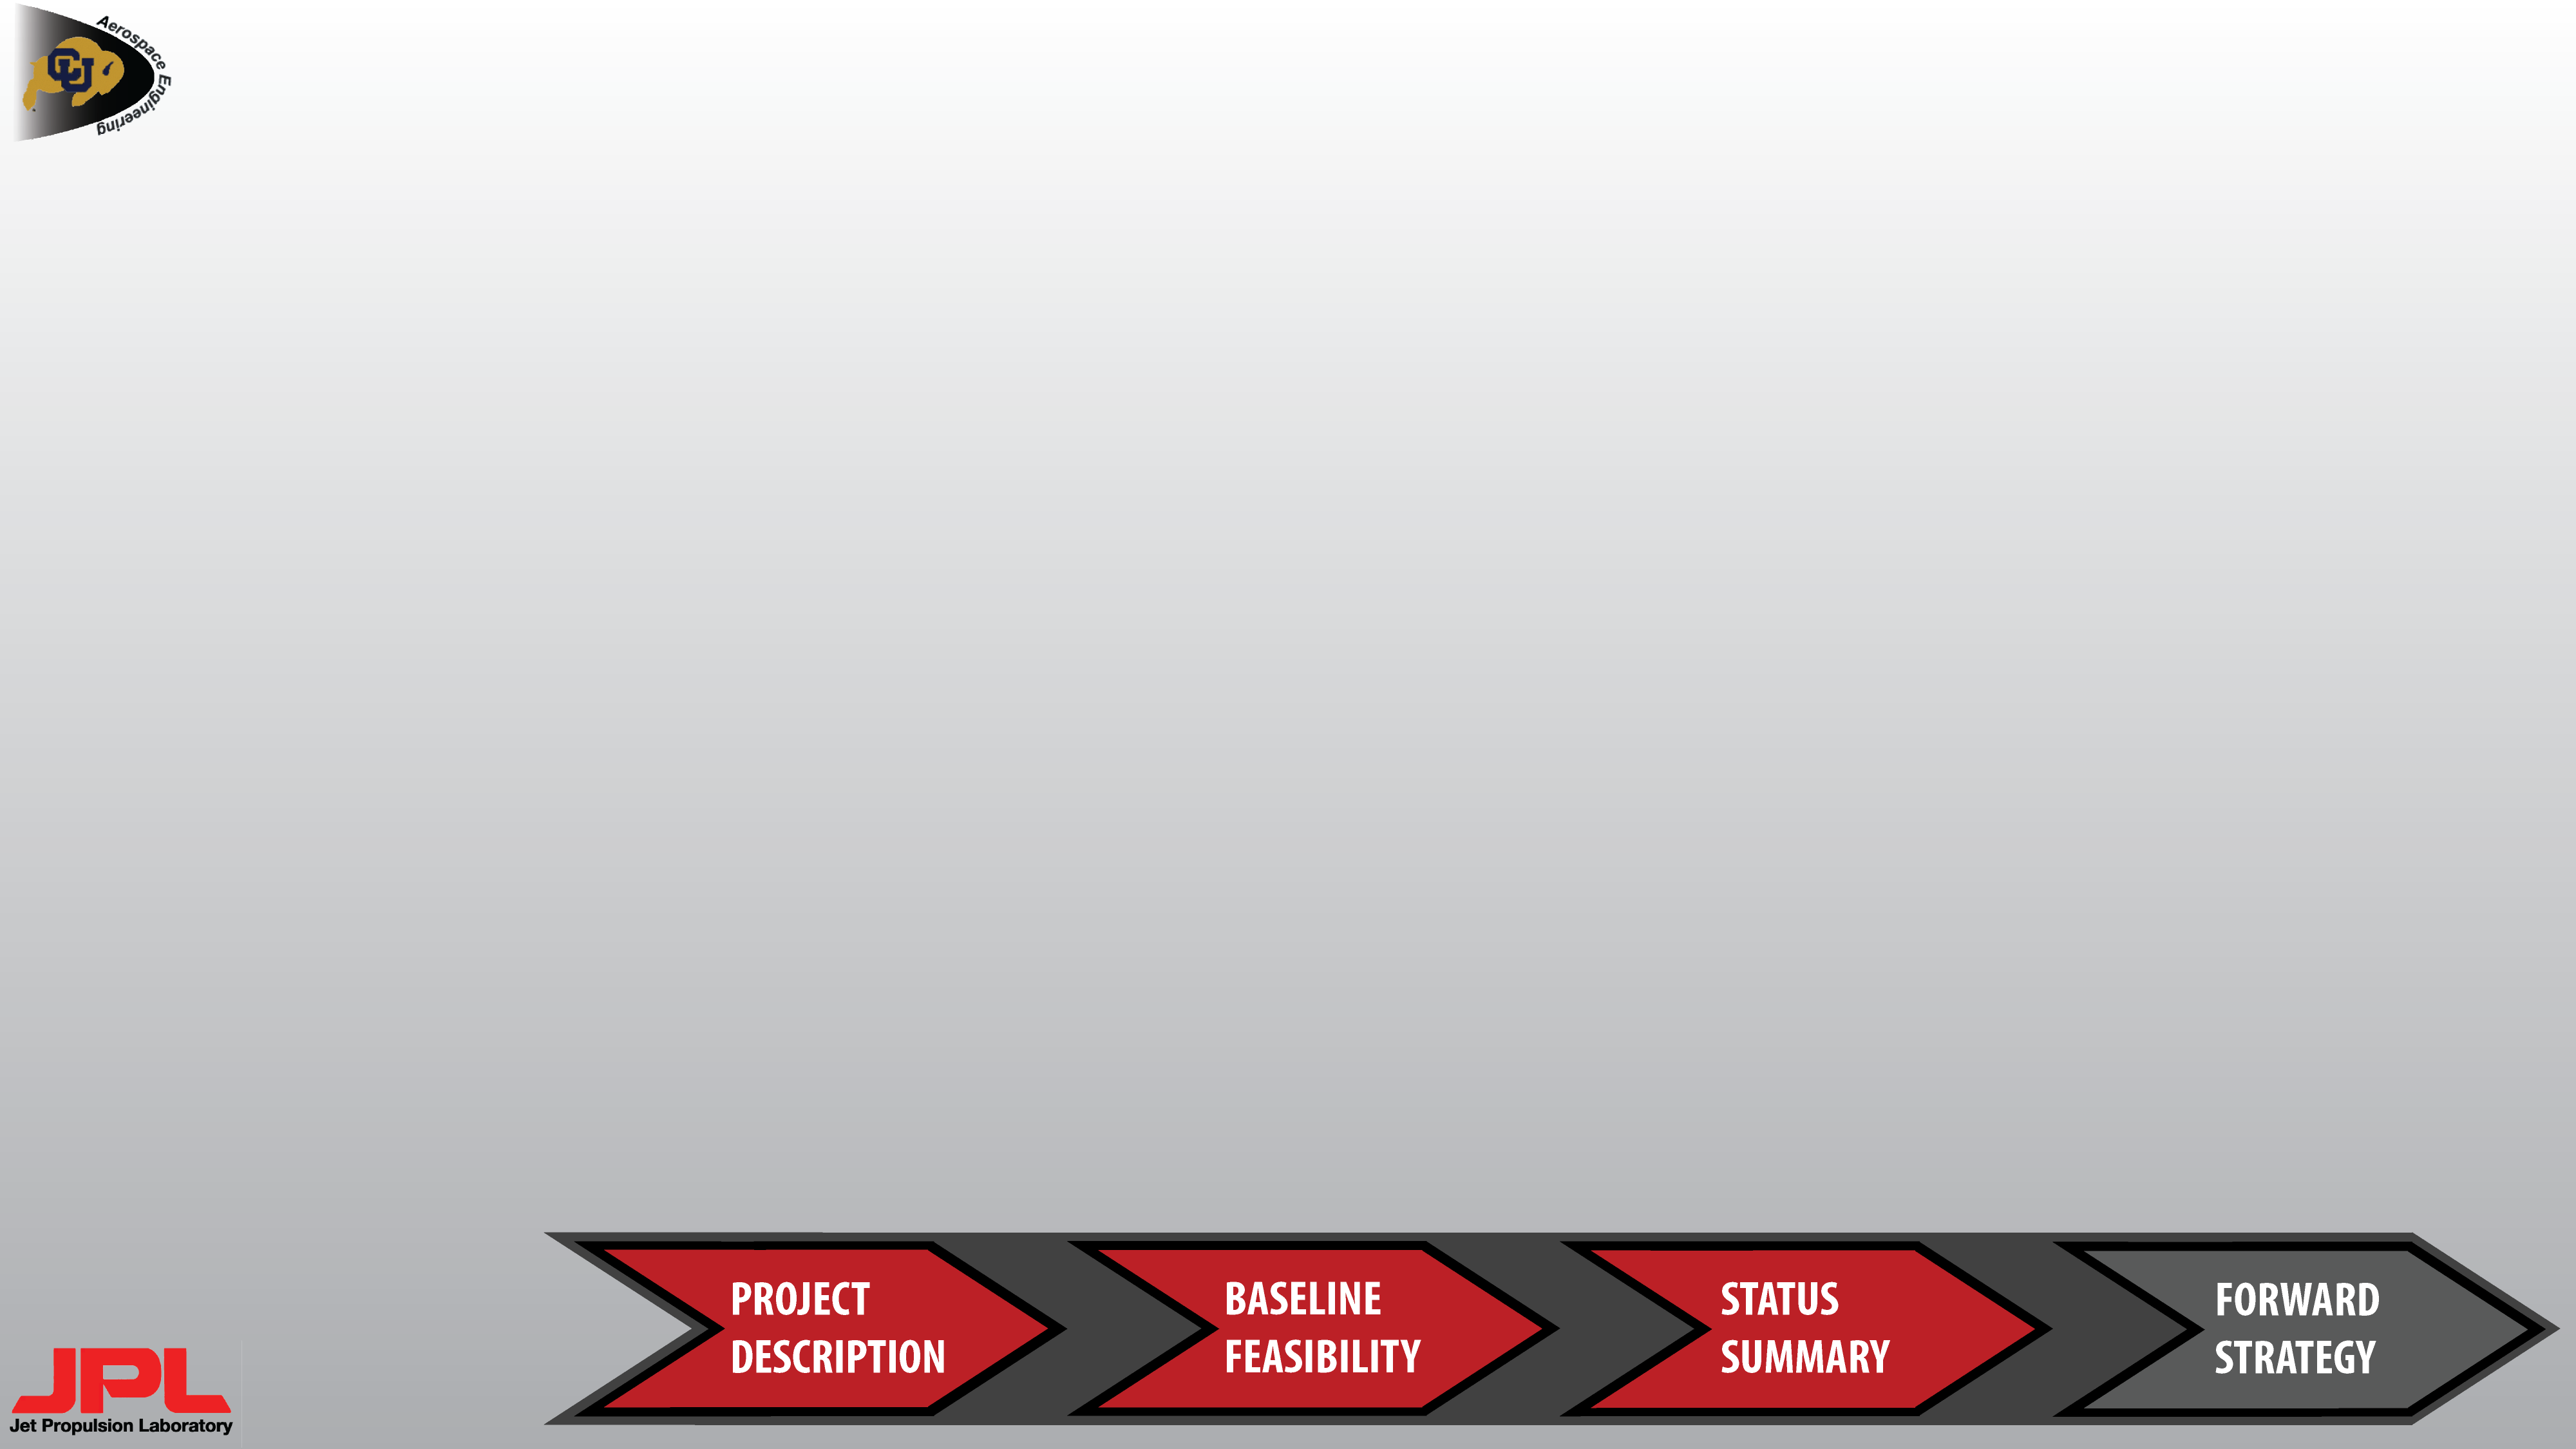 Aerospace Engineering
CU
PROJECT
DESCRIPTION
BASELINE
FEASIBILITY
STATUS
SUMMARY
FORWARD
STRATEGY
JPL
Jet Propulsion Laboratory